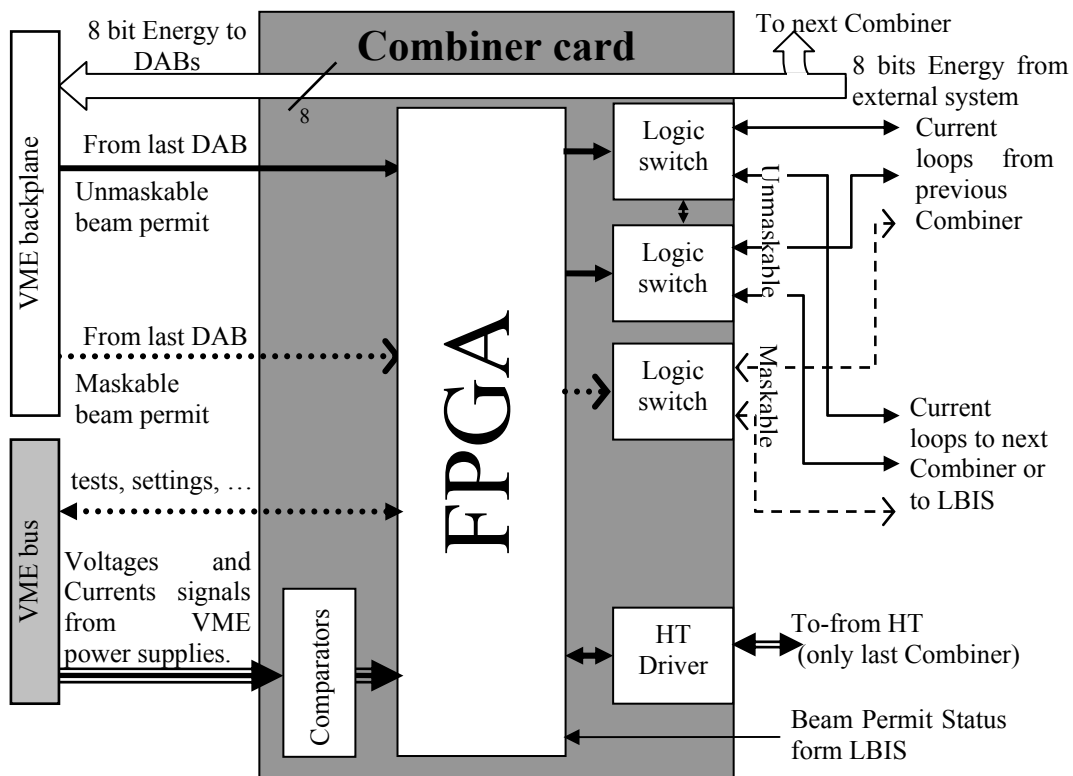 8 bit Energy to
DABs
Combiner card
To next Combiner
8
8 bits Energy from
external system
VME backplane
From last DAB
Unmaskable
beam permit
Logic
switch
Unmaskable
Current
loops from
previous
Combiner
Logic
switch
From last DAB
Maskable
beam permit
FPGA
Logic
switch
Maskable
Current
loops to next
Combiner or
to LBIS
VME bus
tests, settings, …
Voltages and
Currents signals
from VME
power supplies.
Comparators
HT
Driver
To-from HT
(only last Combiner)
Beam Permit Status
form LBIS